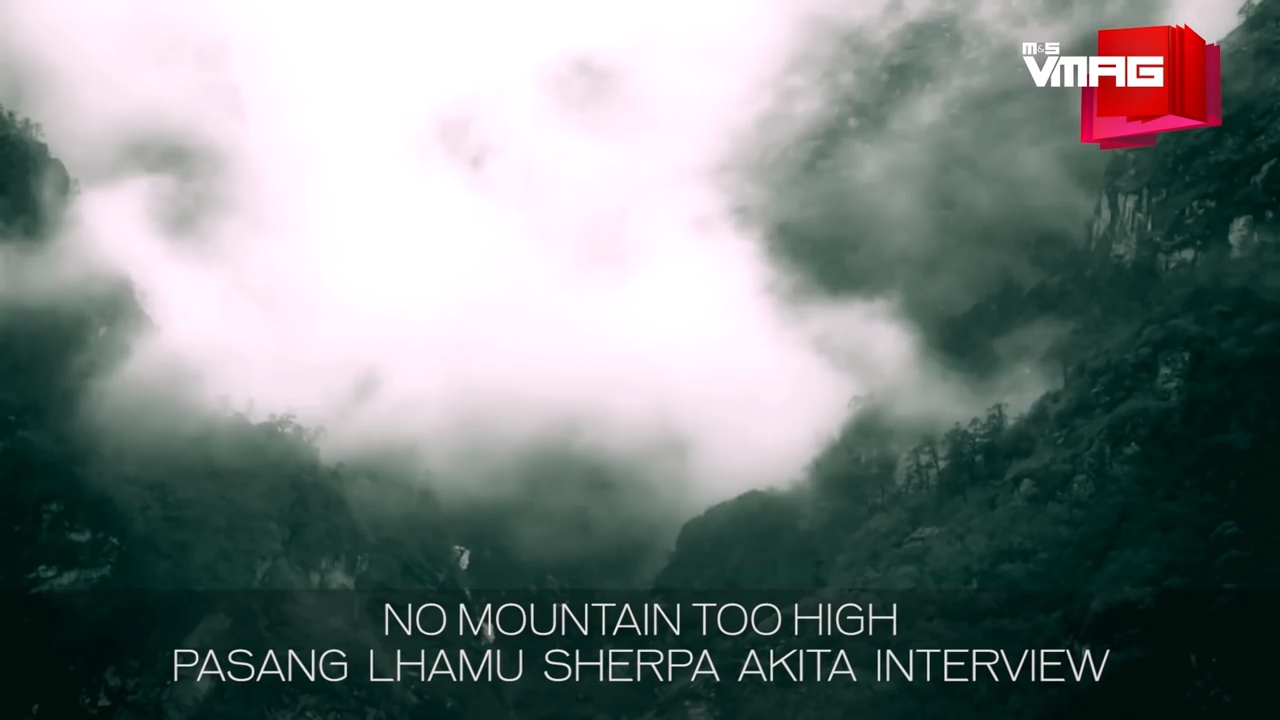 M&S
VMAG
NO MOUNTAIN TOO HIGH
PASANG LHAMU SHERPA AKITA INTERVIEW